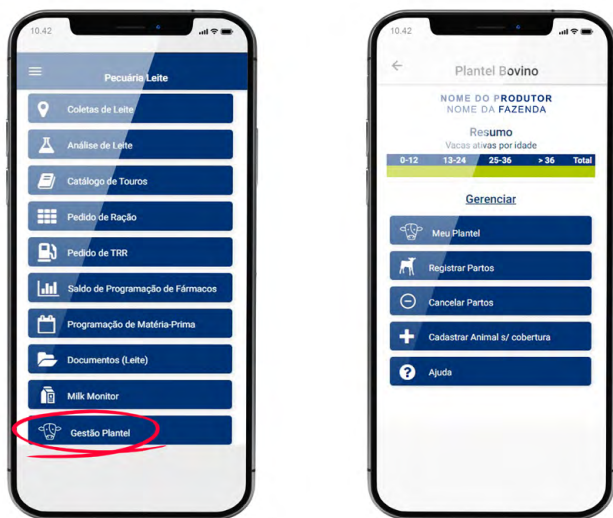 10.42
Pecuária Leite
Coletas de Leite
Análise de Leite
Catálogo de Touros
Pedido de Ração
Pedido de TRR
Saldo de Programação de Fármacos
Programação de Matéria-Prima
Documentos (Leite)
Milk Monitor
Gestão Plantel
10.42
Plantel Bovino
NOME DO PRODUTOR
NOME DA FAZENDA
Resumo
Vacas ativas por idade
0-12 13-24 25-36 > 36 Total
Gerenciar
Meu Plantel
Registrar Partos
Cancelar Partos
Cadastrar Animal s/ cobertura
Ajuda